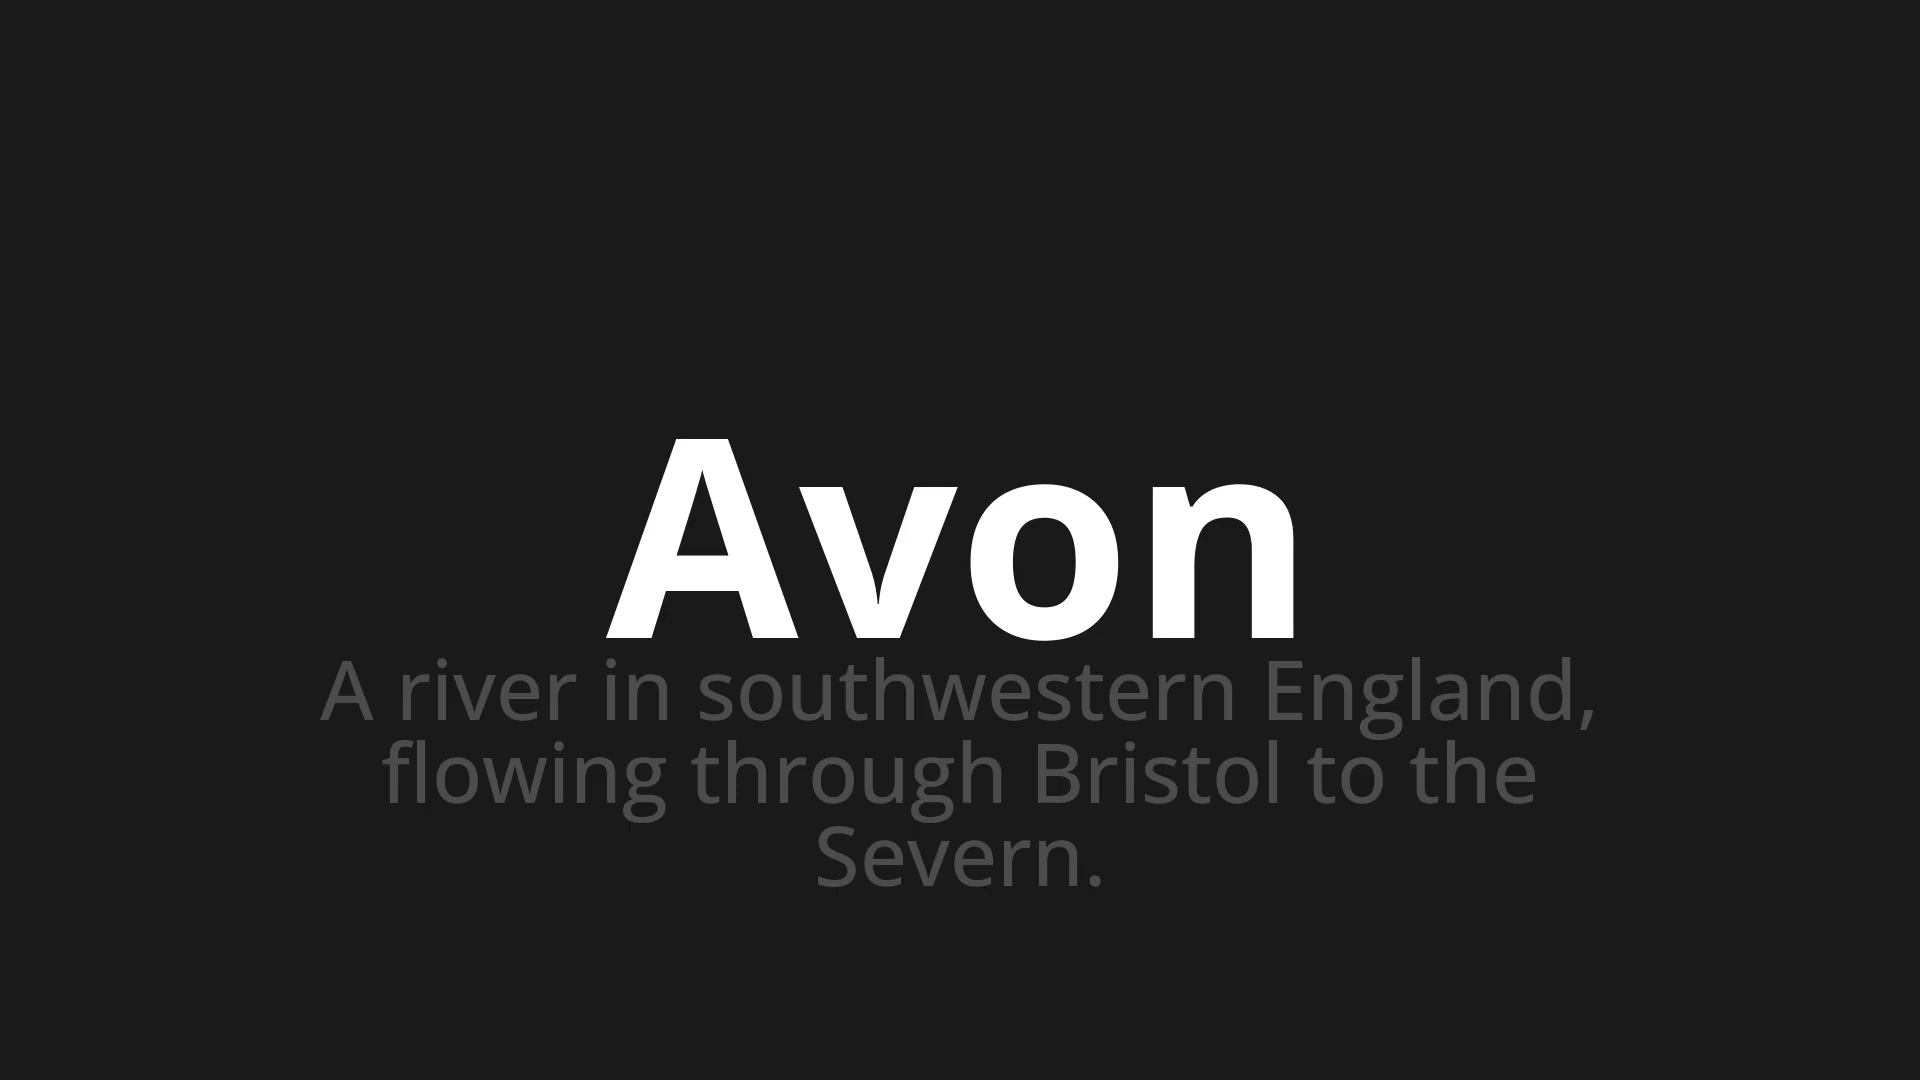 Avon
A river in southwestern England,
flowing through Bristol to the
Severn.